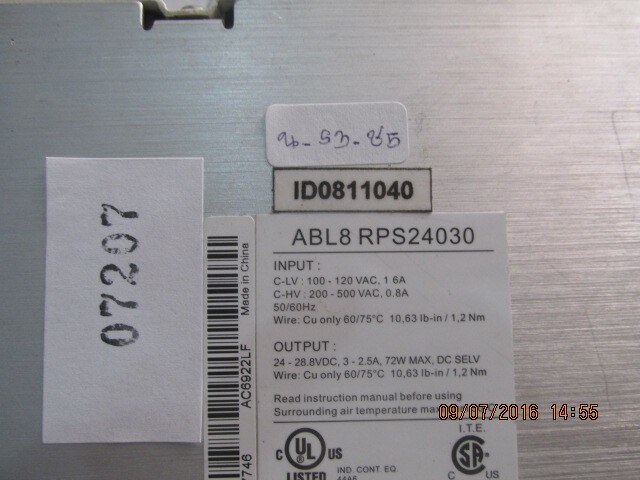 ID0811040
07207
ABL8 RPS24030
INPUT :
C-LV : 100 - 120 VAC, 1 6A
C-HV : 200 - 500 VAC, 0.8A
50/60Hz
Wire: Cu only 60/75°C 10,63 lb-in / 1,2 Nm
OUTPUT :
24 - 28.8VDC, 3 - 2.5A, 72W MAX, DC SELV
Wire: Cu only 60/75°C 10,63 lb-in / 1,2 Nm
Read instruction manual before using
Surrounding air temperature
Made in China
AC6922LF
7746
C UL US
LISTED
IND. CONT. EQ.
I.T.E.
SA
C US
09/07/2016 14:55